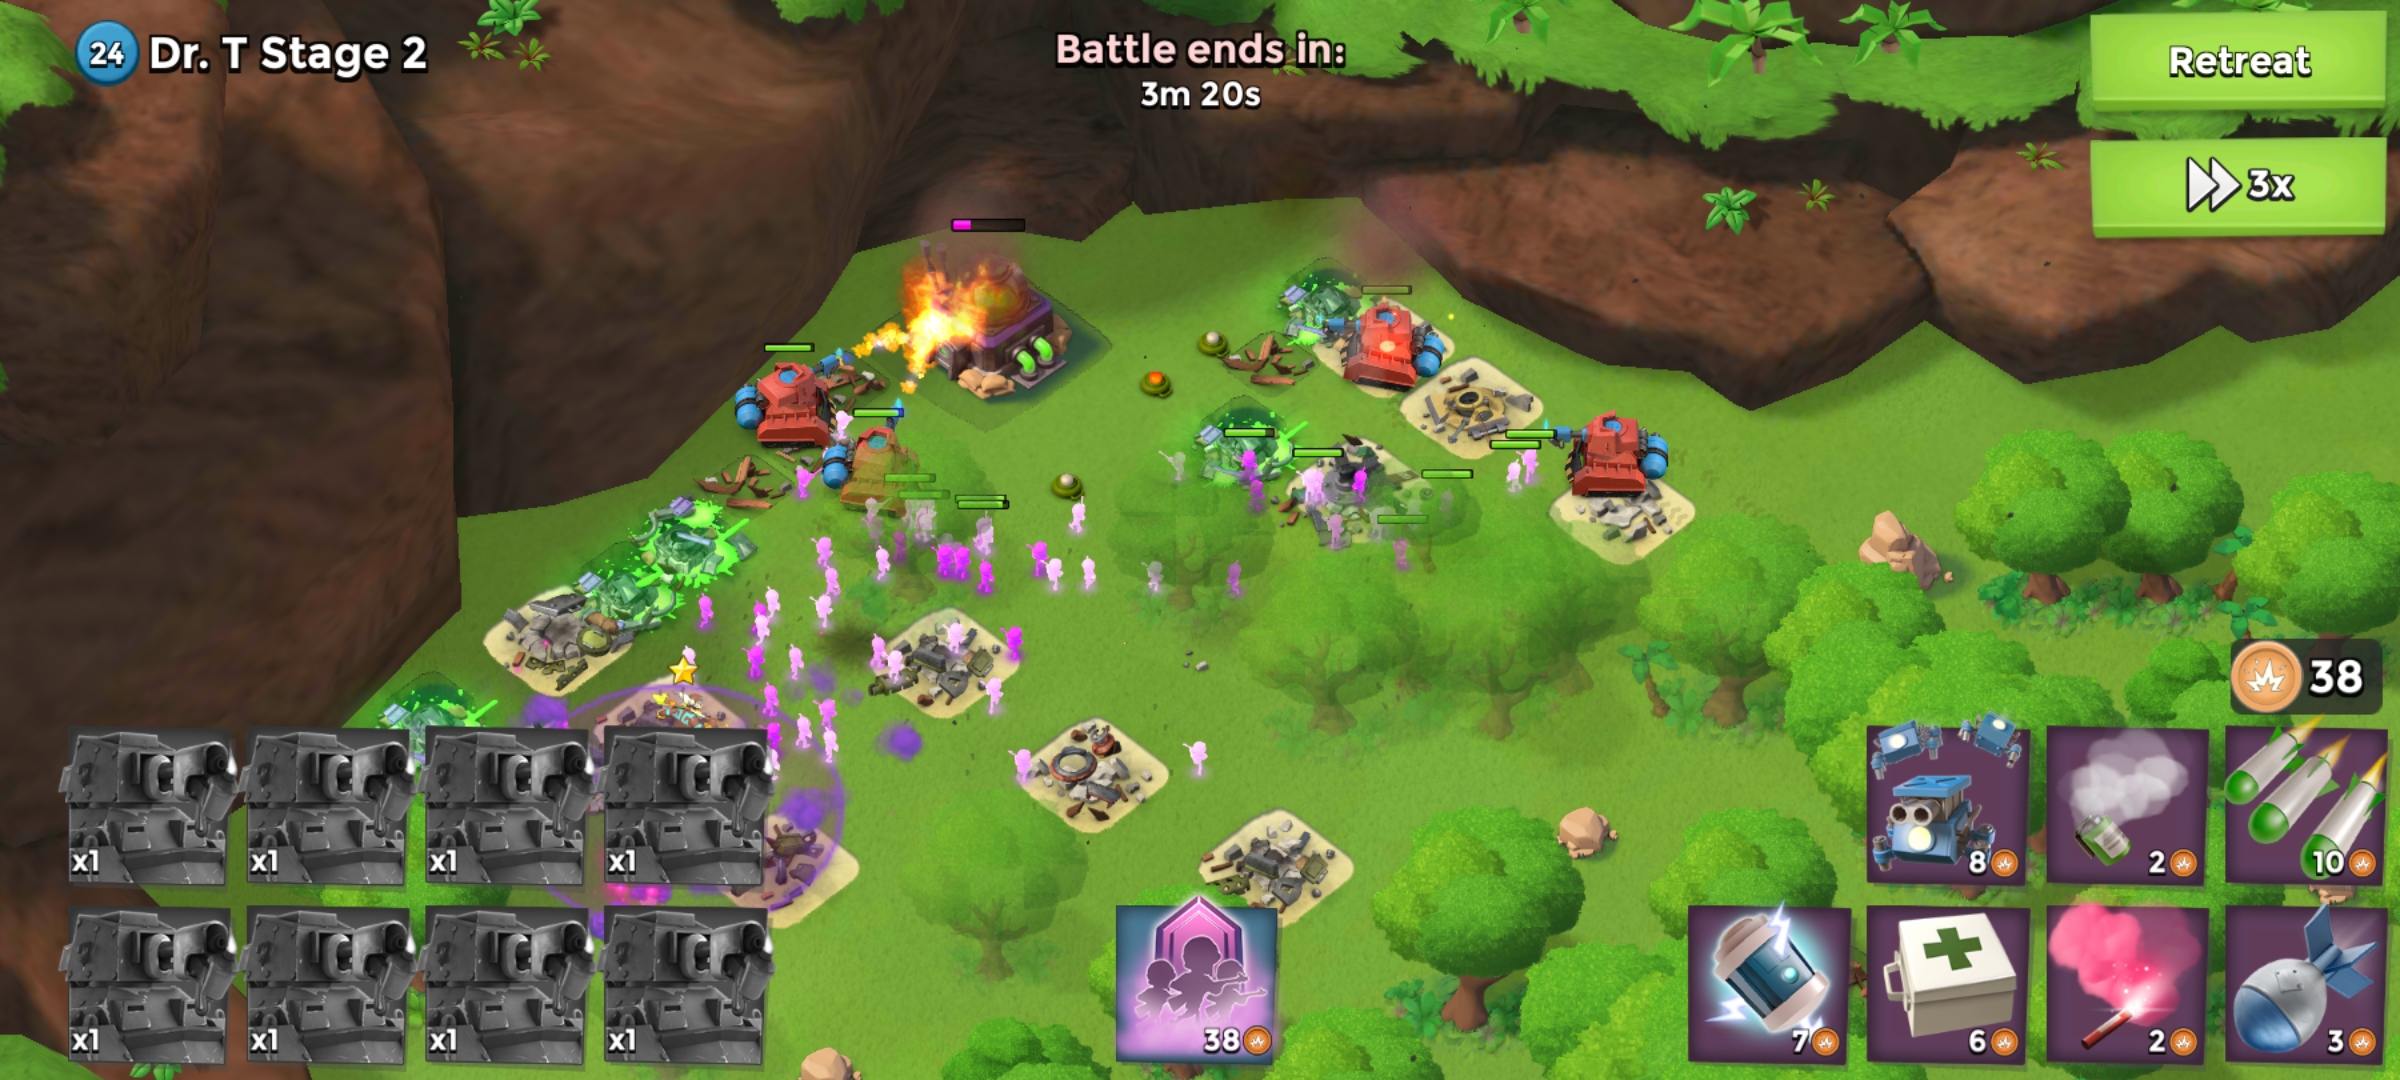 24 Dr. T Stage 2
Battle ends in:
3m 20s
Retreat
3x
38
8
2
10
x1
x1
x1
x1
x1
x1
x1
x1
38
7
6
2
3